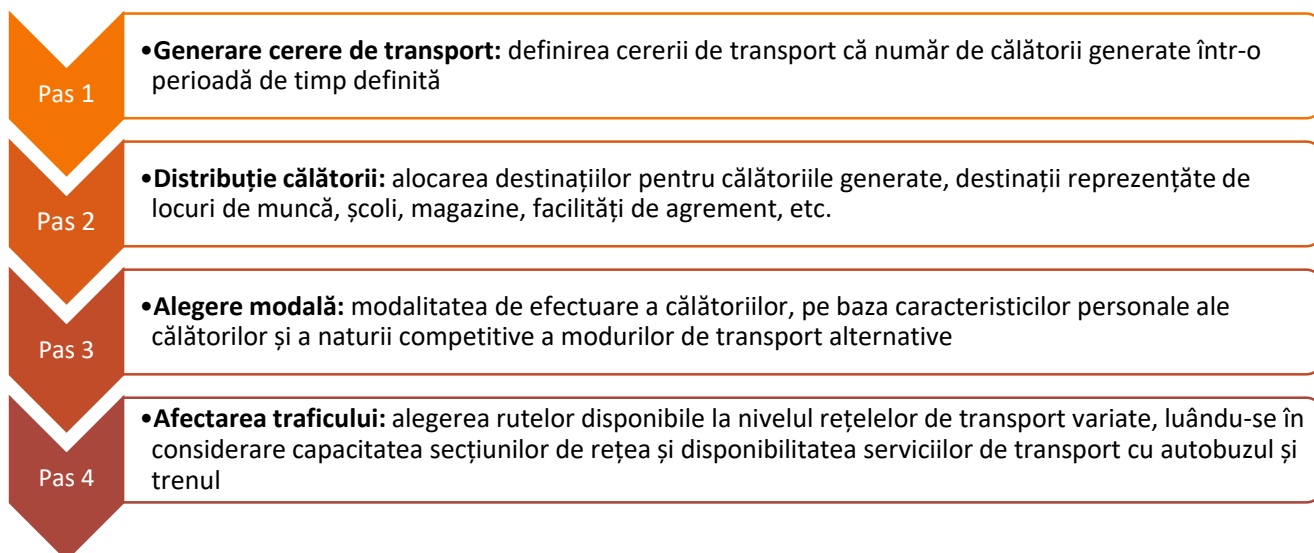 Pas 1
•Generare cerere de transport: definirea cererii de transport că număr de călătorii generate într-o
perioadă de timp definită
Pas 2
•Distribuție călătorii: alocarea destinațiilor pentru călătoriile generate, destinații reprezențăte de
locuri de muncă, școli, magazine, facilități de agrement, etc.
Pas 3
•Alegere modală: modalitatea de efectuare a călătoriilor, pe baza caracteristicilor personale ale
călătorilor și a naturii competitive a modurilor de transport alternative
Pas 4
•Afectarea traficului: alegerea rutelor disponibile la nivelul rețelelor de transport variate, luându-se în
considerare capacitatea secțiunilor de rețea și disponibilitatea serviciilor de transport cu autobuzul și
trenul